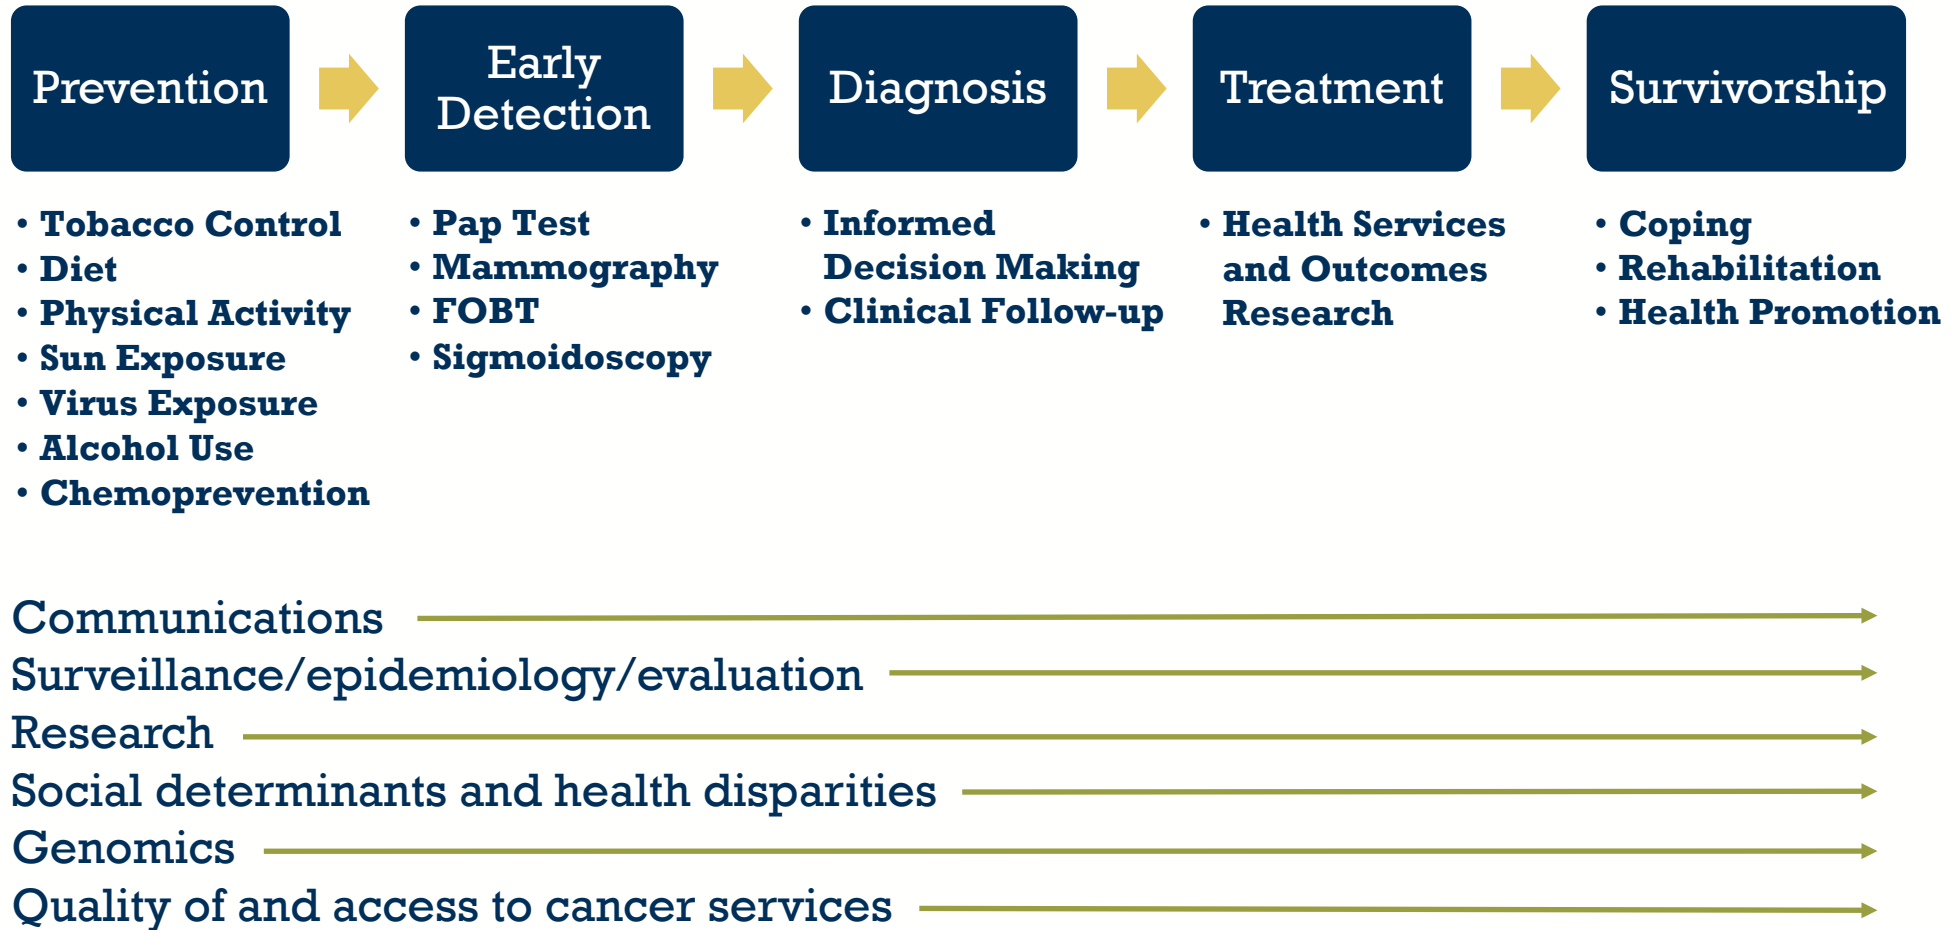 Prevention
Early
Detection
Diagnosis
Treatment
Survivorship
• Tobacco Control
• Diet
• Physical Activity
• Sun Exposure
• Virus Exposure
• Alcohol Use
• Chemoprevention
• Pap Test
• Mammography
• FOBT
• Sigmoidoscopy
• Informed
Decision Making
• Clinical Follow-up
• Health Services
and Outcomes
Research
• Coping
• Rehabilitation
• Health Promotion
Communications
Surveillance/epidemiology/evaluation
Research
Social determinants and health disparities
Genomics
Quality of and access to cancer services